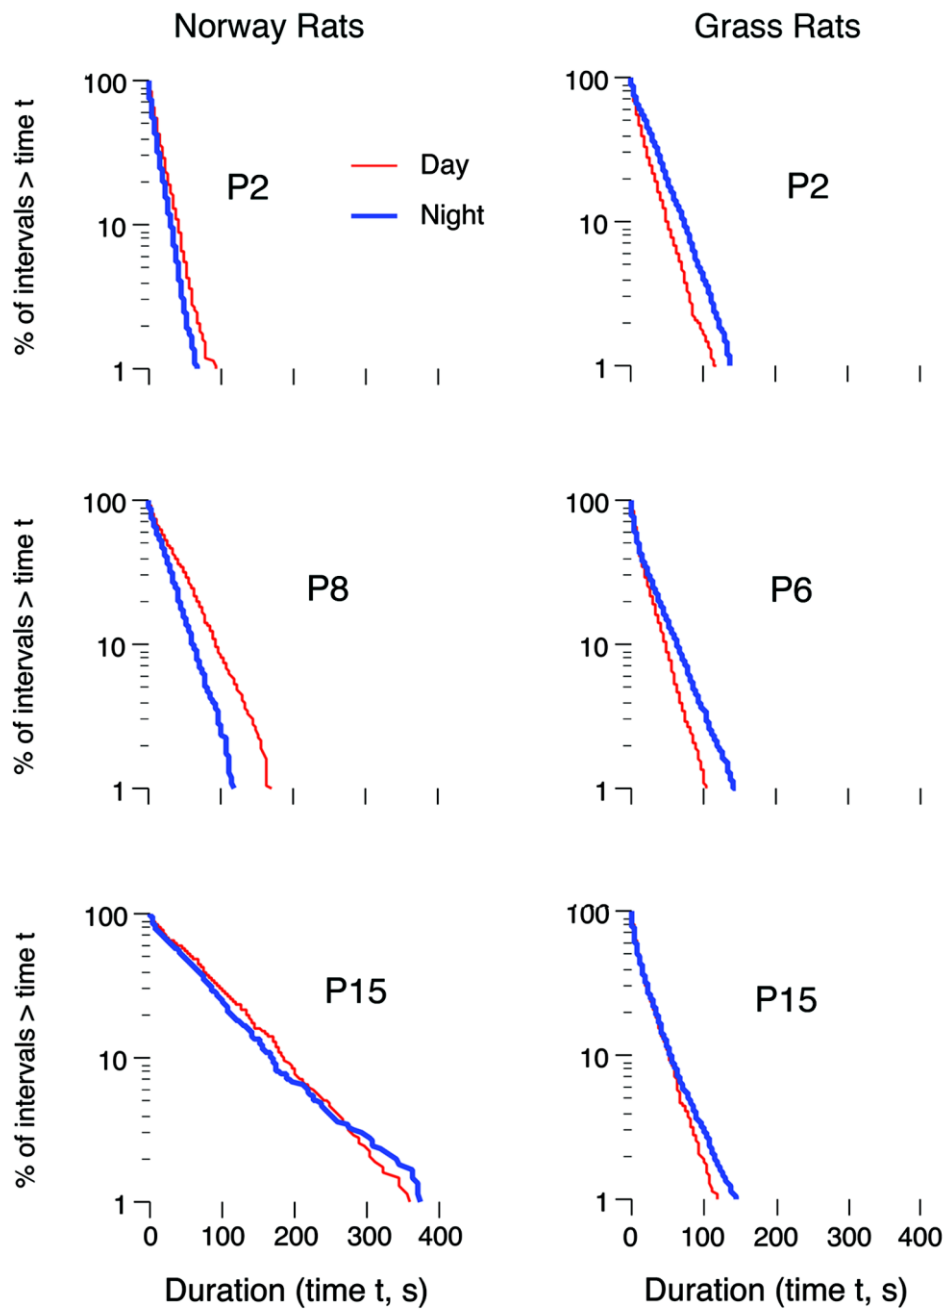 Norway Rats
Grass Rats
% of intervals > time t
100
10
1
P2
Day
Night
100
10
1
P2
% of intervals > time t
100
10
1
P8
100
10
1
P6
% of intervals > time t
100
10
1
P15
0 100 200 300 400
Duration (time t, s)
100
10
1
P15
0 100 200 300 400
Duration (time t, s)